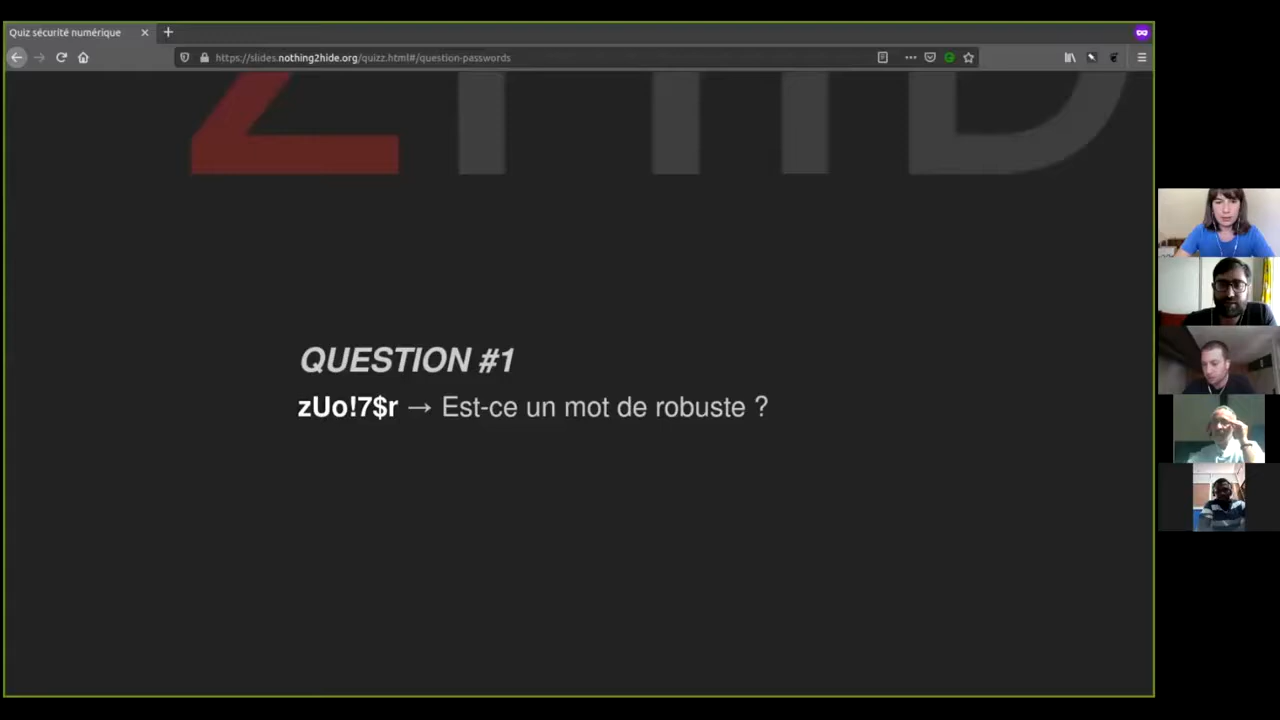 Quiz sécurité numérique
https://slides.nothing2hide.org/quizz.html#/question-passwords
QUESTION #1
zUo!7$r → Est-ce un mot de robuste ?